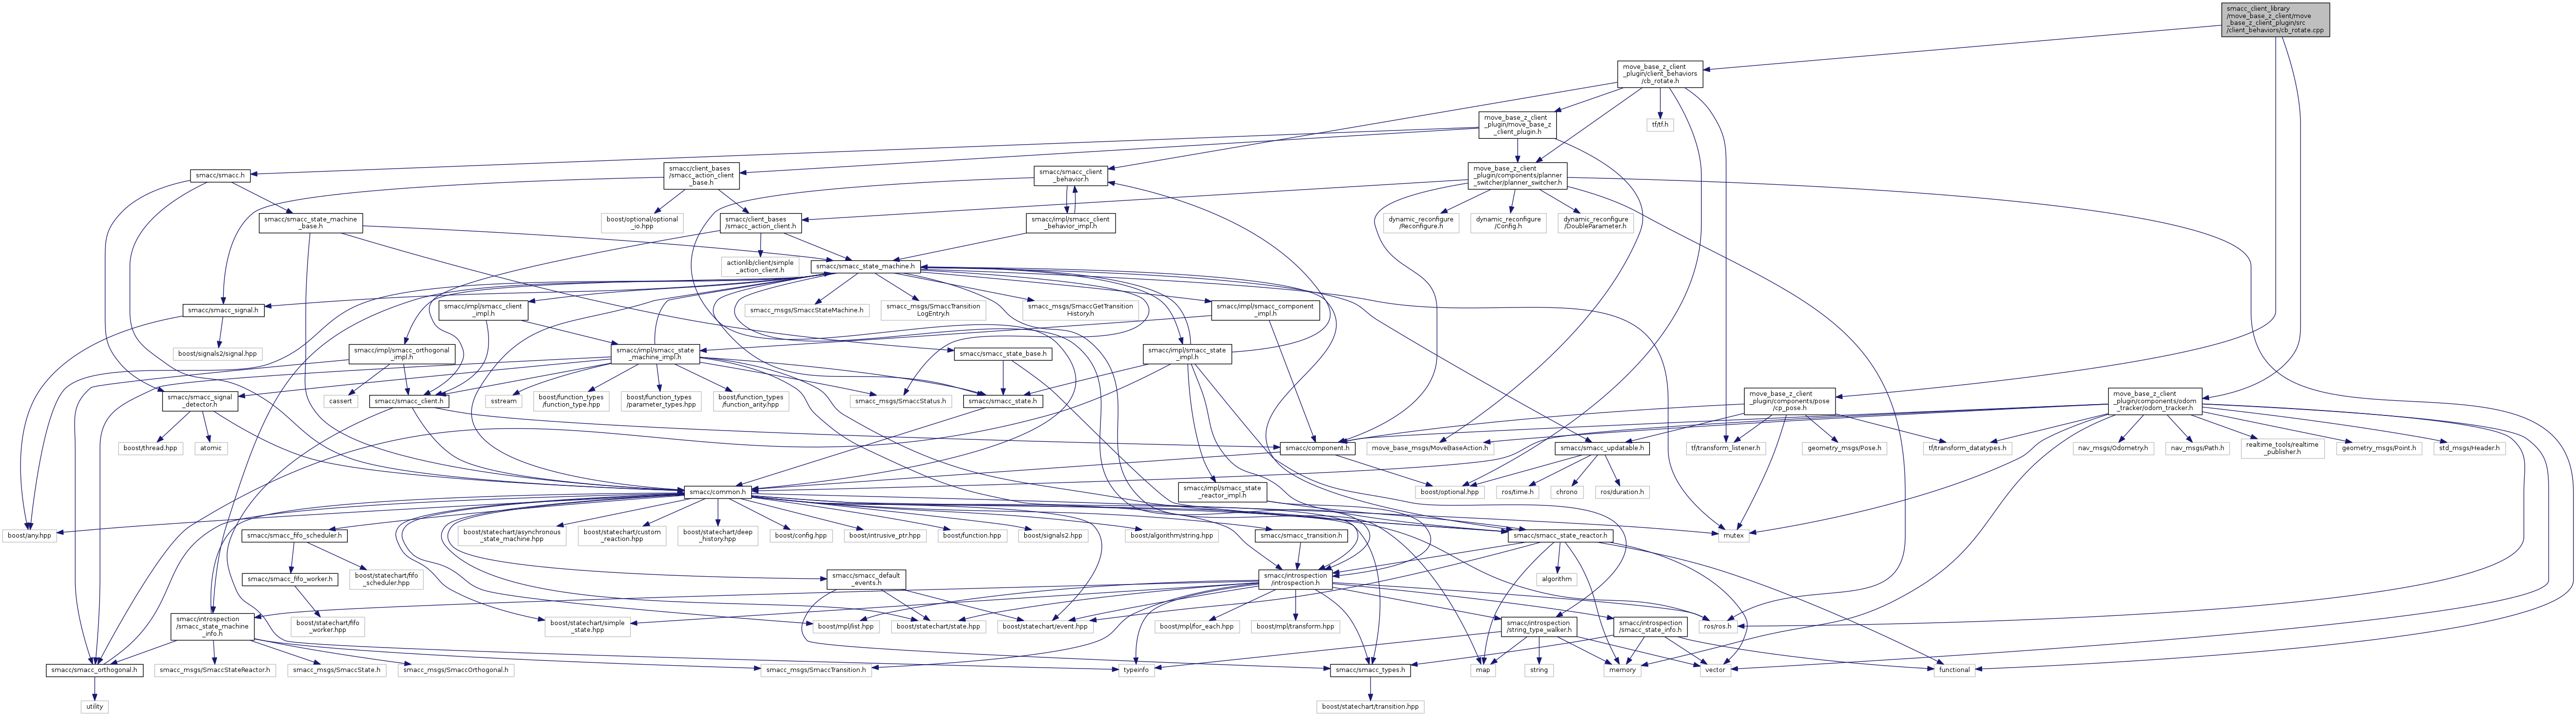 smacc_client_library
/move_base_z_client/move
_base_z_client_plugin/src
/client_behaviors/cb_rotate.cpp
move_base_z_client
_plugin/client_behaviors
/cb_rotate.h
move_base_z_client
_plugin/move_base_z
_client_plugin.h
tf/tf.h
smacc/smacc.h
smacc/client_bases
/smacc_action_client
_base.h
smacc/smacc_client
_behavior.h
move_base_z_client
_plugin/components/planner
_switcher/planner_switcher.h
smacc/smacc_state_machine
_base.h
boost/optional/optional
_io.hpp
smacc/client_bases
/smacc_action_client.h
smacc/impl/smacc_client
_behavior_impl.h
dynamic_reconfigure
/Reconfigure.h
dynamic_reconfigure
/Config.h
dynamic_reconfigure
/DoubleParameter.h
actionlib/client/simple
_action_client.h
smacc/smacc_state_machine.h
smacc/smacc_signal.h
smacc/impl/smacc_client
_impl.h
smacc_msgs/SmaccStateMachine.h
smacc_msgs/SmaccTransition
LogEntry.h
smacc_msgs/SmaccGetTransition
History.h
smacc/impl/smacc_component
_impl.h
boost/signals2/signal.hpp
smacc/impl/smacc_orthogonal
_impl.h
smacc/impl/smacc_state
_machine_impl.h
smacc/smacc_state_base.h
smacc/impl/smacc_state
_impl.h
smacc/smacc_signal
_detector.h
cassert
smacc/smacc_client.h
sstream
boost/function_types
/function_type.hpp
boost/function_types
/parameter_types.hpp
boost/function_types
/function_arity.hpp
smacc_msgs/SmaccStatus.h
smacc/smacc_state.h
move_base_z_client
_plugin/components/pose
/cp_pose.h
move_base_z_client
_plugin/components/odom
_tracker/odom_tracker.h
boost/thread.hpp
atomic
smacc/component.h
move_base_msgs/MoveBaseAction.h
smacc/smacc_updatable.h
tf/transform_listener.h
geometry_msgs/Pose.h
tf/transform_datatypes.h
nav_msgs/Odometry.h
nav_msgs/Path.h
realtime_tools/realtime
_publisher.h
geometry_msgs/Point.h
std_msgs/Header.h
smacc/common.h
smacc/impl/smacc_state
_reactor_impl.h
boost/optional.hpp
ros/time.h
chrono
ros/duration.h
boost/any.hpp
smacc/smacc_fifo_scheduler.h
boost/statechart/asynchronous
_state_machine.hpp
boost/statechart/custom
_reaction.hpp
boost/statechart/deep
_history.hpp
boost/config.hpp
boost/intrusive_ptr.hpp
boost/function.hpp
boost/signals2.hpp
boost/algorithm/string.hpp
smacc/smacc_transition.h
smacc/smacc_state_reactor.h
mutex
smacc/smacc_fifo_worker.h
boost/statechart/fifo
_scheduler.hpp
smacc/smacc_default
_events.h
smacc/introspection
/introspection.h
algorithm
smacc/introspection
/smacc_state_machine
_info.h
boost/statechart/fifo
_worker.hpp
boost/statechart/simple
_state.hpp
boost/mpl/list.hpp
boost/statechart/state.hpp
boost/statechart/event.hpp
boost/mpl/for_each.hpp
boost/mpl/transform.hpp
smacc/introspection
/string_type_walker.h
smacc/introspection
/smacc_state_info.h
ros/ros.h
smacc/smacc_orthogonal.h
smacc_msgs/SmaccStateReactor.h
smacc_msgs/SmaccState.h
smacc_msgs/SmaccOrthogonal.h
smacc_msgs/SmaccTransition.h
typeinfo
smacc/smacc_types.h
map
string
memory
vector
functional
utility
boost/statechart/transition.hpp